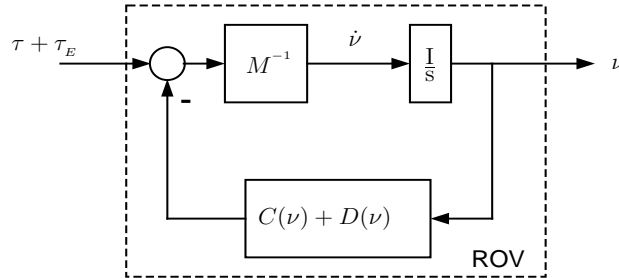 τ + τ_E
M⁻¹
ν̇
I/s
ν
-
C(ν) + D(ν)
ROV